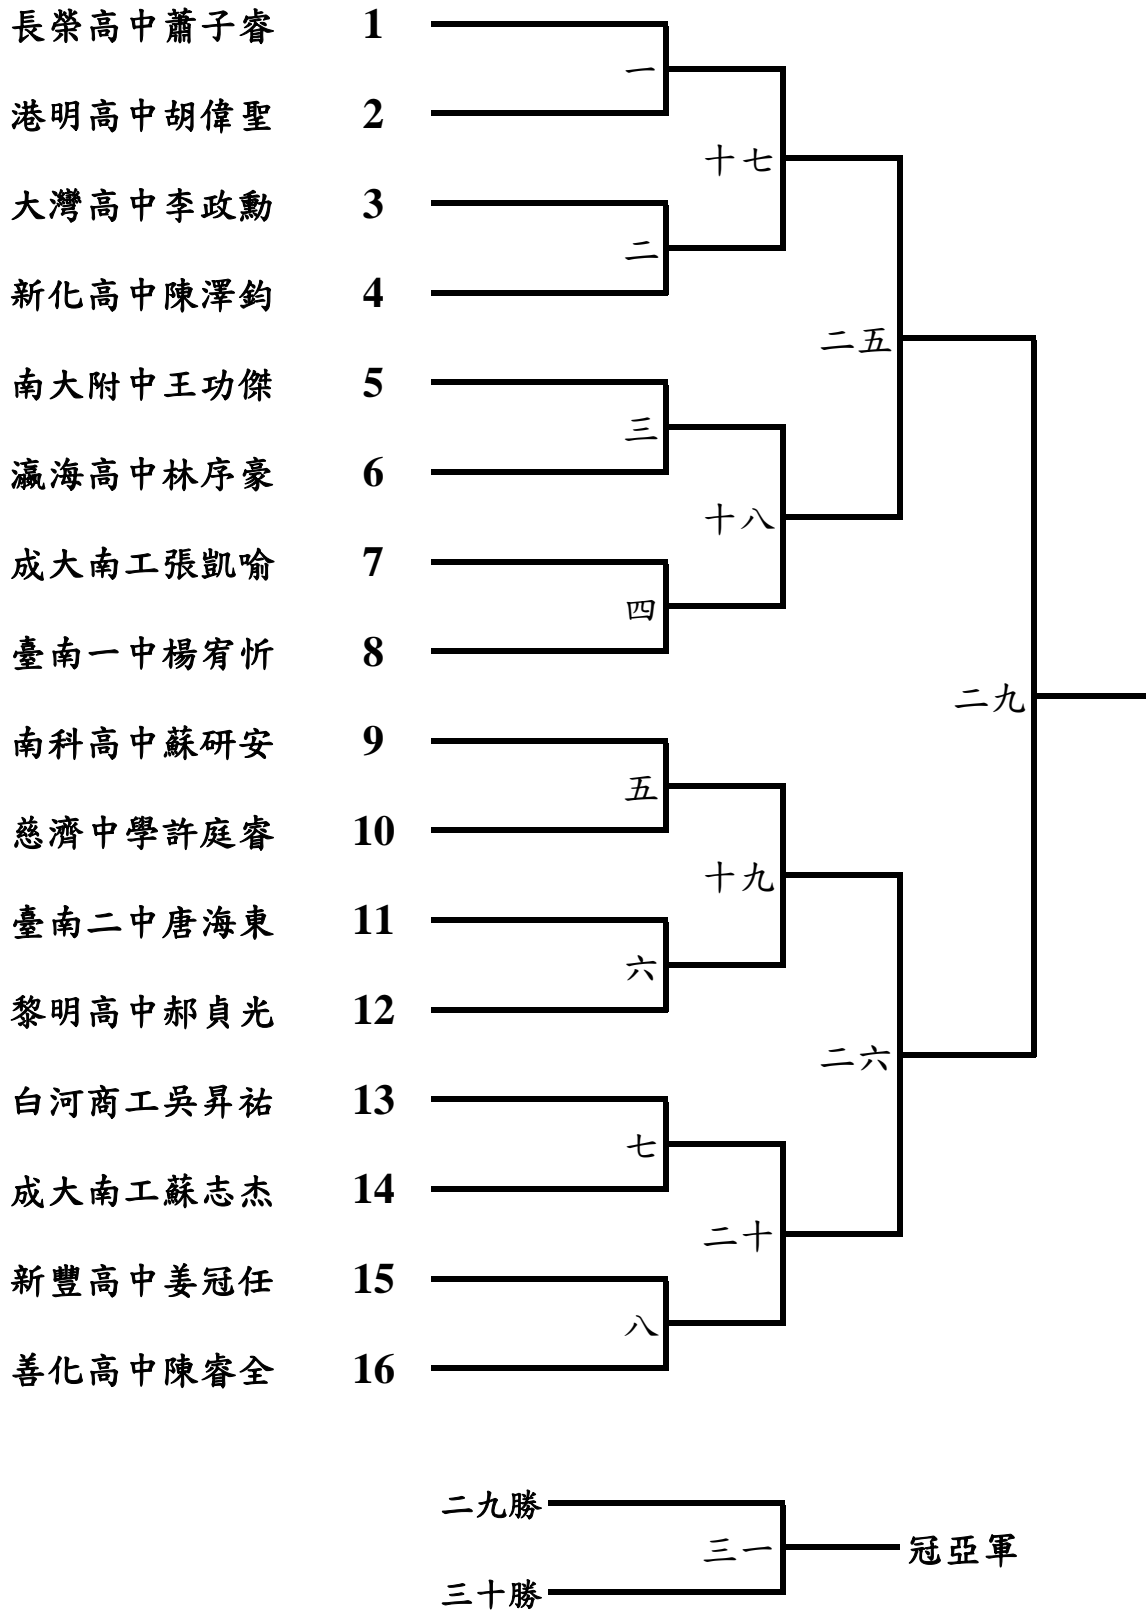 長榮高中蕭子睿 1
一
港明高中胡偉聖 2
十七
大灣高中李政勳 3
二
新化高中陳澤鈞 4
二五
南大附中王功傑 5
三
瀛海高中林序豪 6
十八
成大南工張凱喻 7
四
臺南一中楊宥忻 8
二九
南科高中蘇研安 9
五
慈濟中學許庭睿 10
十九
臺南二中唐海東 11
六
黎明高中郝貞光 12
二六
白河商工吳昇祐 13
七
成大南工蘇志杰 14
二十
新豐高中姜冠任 15
八
善化高中陳睿全 16
二九勝
三一 冠亞軍
三十勝